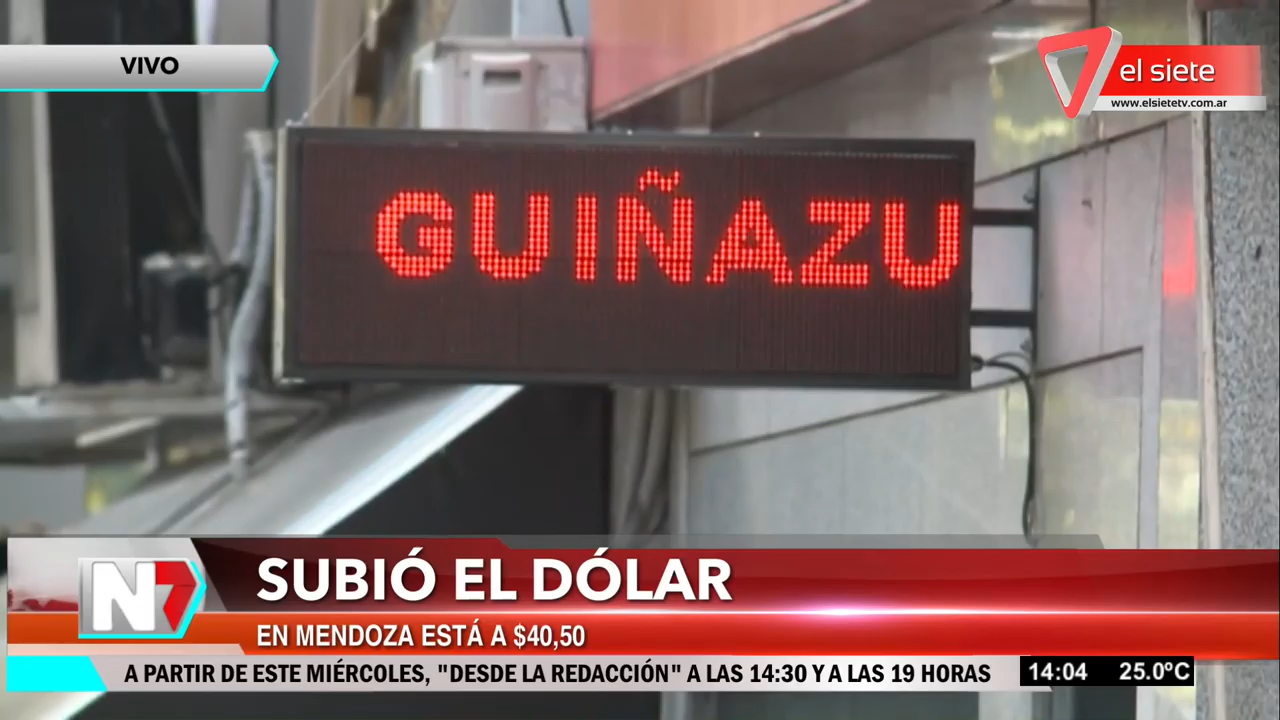 VIVO
el siete
www.elsietetv.com.ar
GUIÑAZU
N7
SUBIÓ EL DÓLAR
EN MENDOZA ESTÁ A $40,50
A PARTIR DE ESTE MIÉRCOLES, "DESDE LA REDACCIÓN" A LAS 14:30 Y A LAS 19 HORAS
14:04 25.0ºC